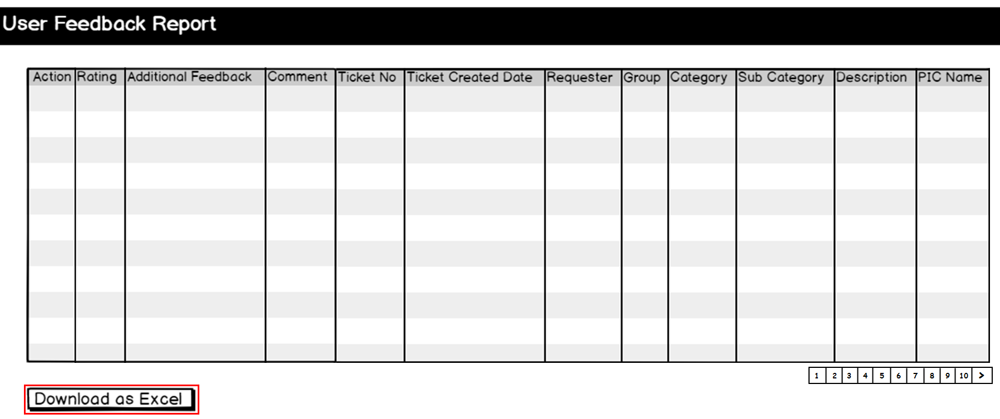 User Feedback Report
Action Rating Additional Feedback Comment Ticket No Ticket Created Date Requester Group Category Sub Category Description PIC Name
1 2 3 4 5 6 7 8 9 10 >
Download as Excel